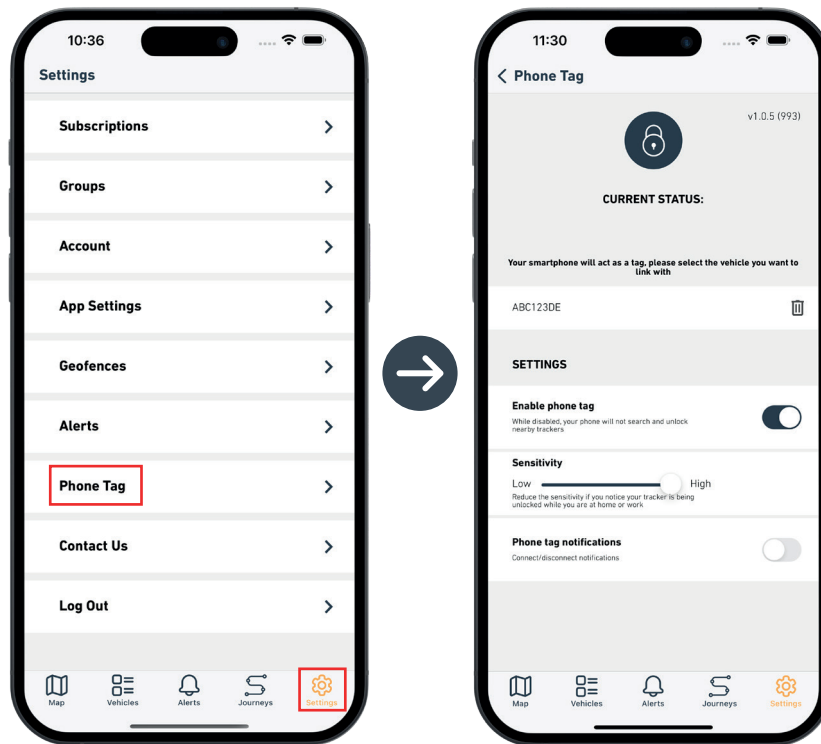 10:36
Settings
Subscriptions
Groups
Account
App Settings
Geofences
Alerts
Phone Tag
Contact Us
Log Out
Map
Vehicles
Alerts
Journeys
Settings
11:30
Phone Tag
v1.0.5 (993)
CURRENT STATUS:
Your smartphone will act as a tag, please select the vehicle you want to
link with
ABC123DE
SETTINGS
Enable phone tag
While disabled, your phone will not search and unlock
nearby trackers
Sensitivity
Low High
Reduce the sensitivity if you notice your tracker is being
unlocked while you are at home or work
Phone tag notifications
Connect/disconnect notifications
Map
Vehicles
Alerts
Journeys
Settings